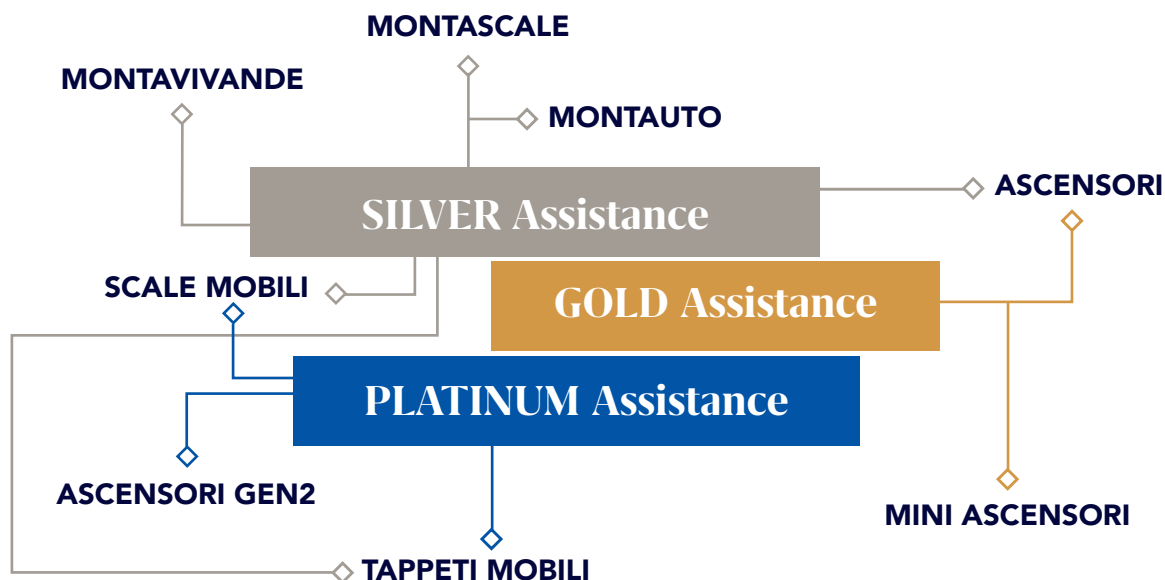 MONTASCALE
MONTAVIVANDE
MONTAUTO
ASCENSORI
SILVER Assistance
SCALE MOBILI
GOLD Assistance
PLATINUM Assistance
ASCENSORI GEN2
MINI ASCENSORI
TAPPETI MOBILI